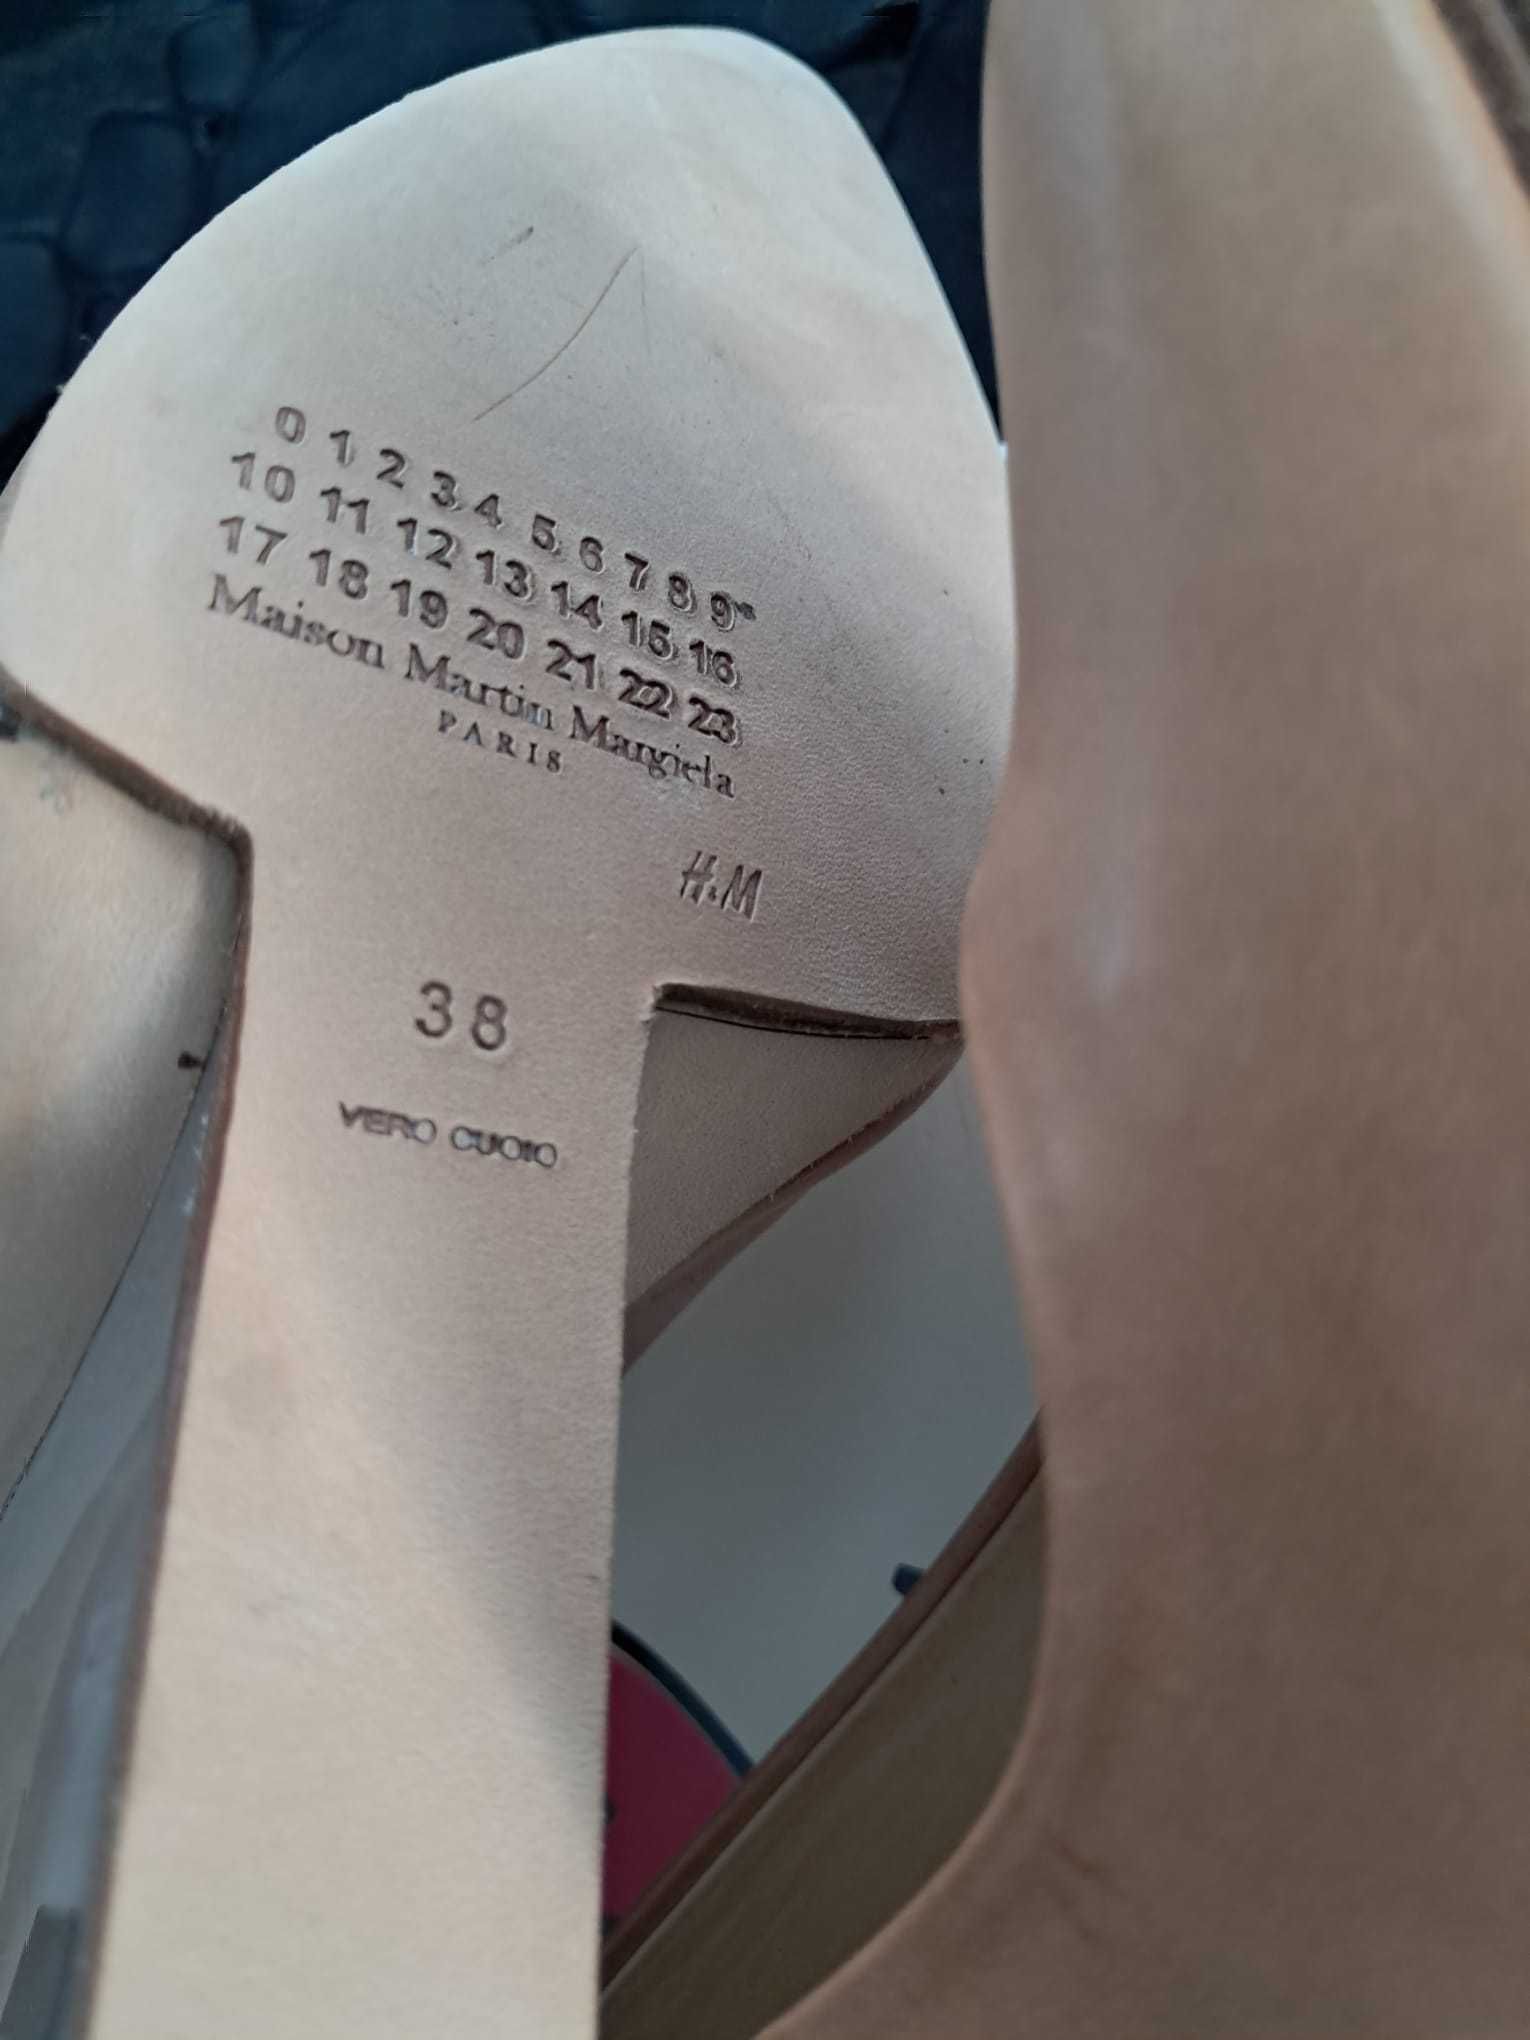 0 1 2 3 4 5 6 7 8 9
10 11 12 13 14 15 16
17 18 19 20 21 22 23
Maison Martin Margiela
PARIS
H&M
38
VERO CUOIO